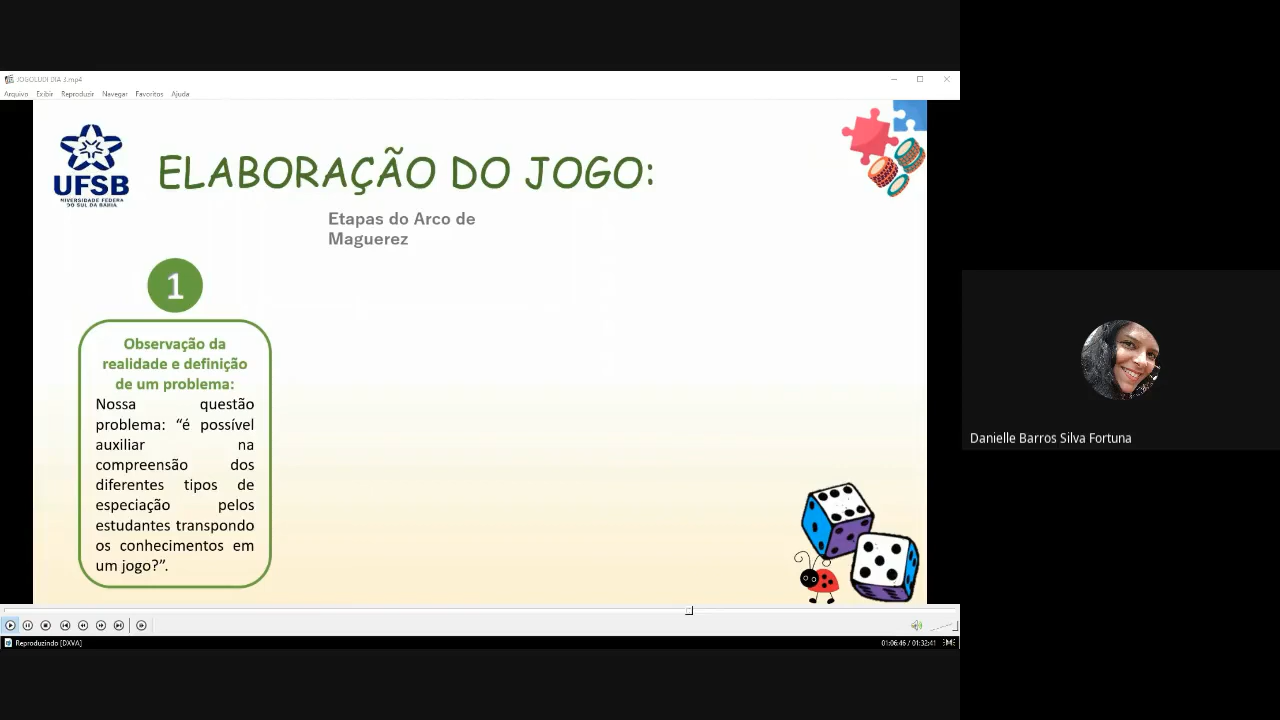 JOGOLUDI DIA 3.mp4
Arquivo Exibir Reproduzir Navegar Favoritos Ajuda
UFSB
NIVERSIDADE FEDERA
DO SUL DA BAHIA
ELABORAÇÃO DO JOGO:
Etapas do Arco de
Maguerez
1
Observação da
realidade e definição
de um problema:
Nossa questão
problema: “é possível
auxiliar na
compreensão dos
diferentes tipos de
especiação pelos
estudantes transpondo
os conhecimentos em
um jogo?”.
Danielle Barros Silva Fortuna
Reproduzindo [DXVA]
01:06:46 / 01:32:41